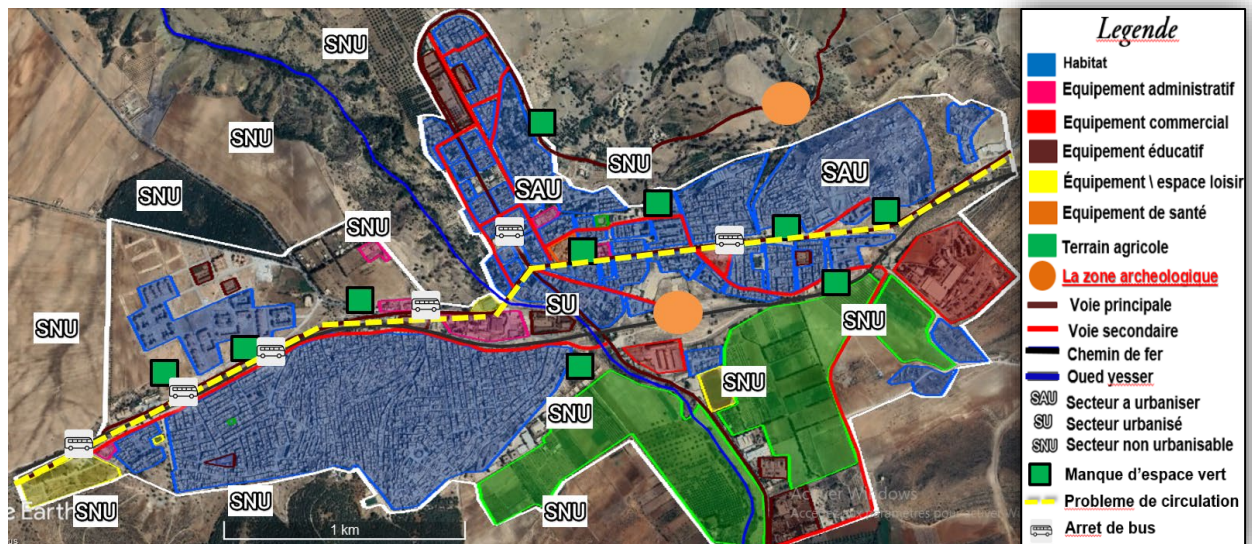 SNU
SNU
SNU
SNU
SNU
SNU
SAU
SAU
SNU
SU
SNU
SNU
SNU
SNU
SNU
SNU
SNU
e Earth
1 km
Activer Windows
Legende
Habitat
Equipement administratif
Equipement commercial
Equipement éducatif
Équipement \ espace loisir
Equipement de santé
Terrain agricole
La zone archeologique
Voie principale
Voie secondaire
Chemin de fer
Oued yesser
SAU Secteur a urbaniser
SU Secteur urbanisé
SNU Secteur non urbanisable
Manque d'espace vert
Probleme de circulation
Arret de bus